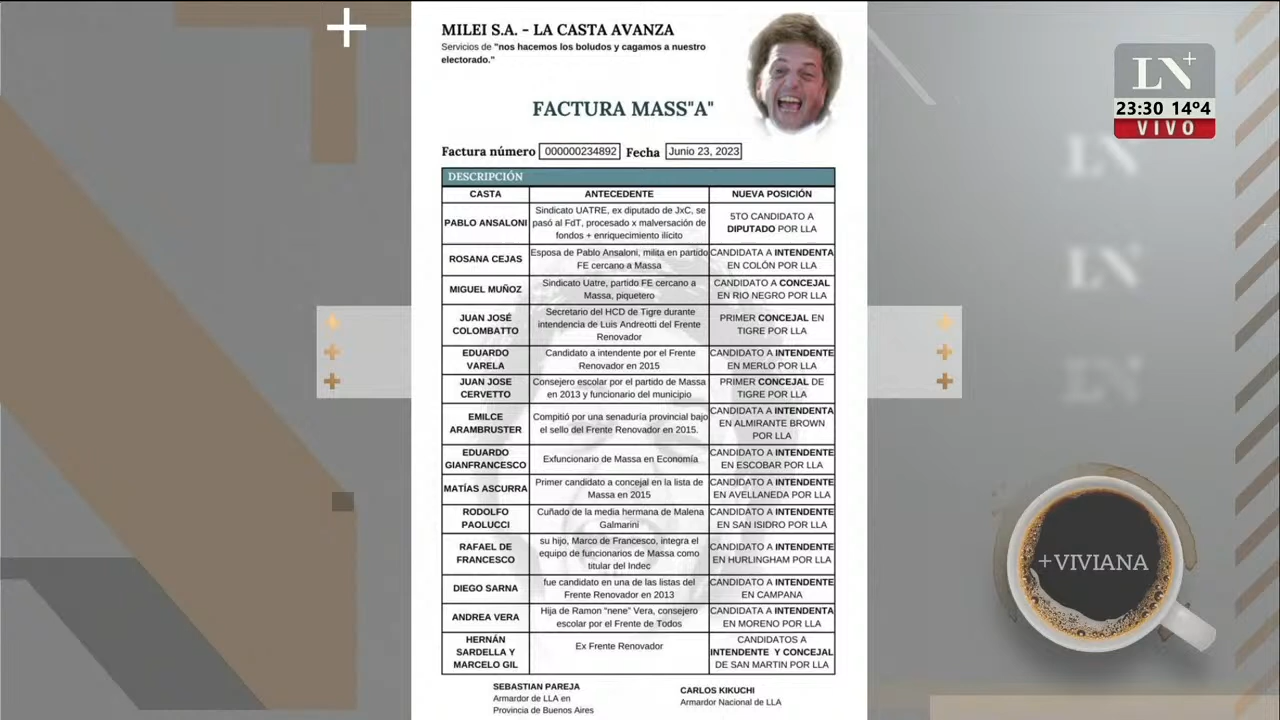 MILEI S.A. - LA CASTA AVANZA
Servicios de "nos hacemos los boludos y cagamos a nuestro
electorado."
FACTURA MASS"A"
Factura número 000000234892 Fecha Junio 23, 2023
DESCRIPCIÓN
CASTA ANTECEDENTE NUEVA POSICIÓN
PABLO ANSALONI
Sindicato UATRE, ex diputado de JxC, se
pasó al FdT, procesado x malversación de
fondos + enriquecimiento ilícito
5TO CANDIDATO A
DIPUTADO POR LLA
ROSANA CEJAS
Esposa de Pablo Ansaloni, milita en partido
FE cercano a Massa
CANDIDATA A INTENDENTA
EN COLÓN POR LLA
MIGUEL MUÑOZ
Sindicato Uatre, partido FE cercano a
Massa, piquetero
CANDIDATO A CONCEJAL
EN RIO NEGRO POR LLA
JUAN JOSÉ
COLOMBATTO
Secretario del HCD de Tigre durante
intendencia de Luis Andreotti del Frente
Renovador
PRIMER CONCEJAL EN
TIGRE POR LLA
EDUARDO
VARELA
Candidato a intendente por el Frente
Renovador en 2015
CANDIDATO A INTENDENTE
EN MERLO POR LLA
JUAN JOSE
CERVETTO
Consejero escolar por el partido de Massa
en 2013 y funcionario del municipio
PRIMER CONCEJAL DE
TIGRE POR LLA
EMILCE
ARAMBRUSTER
Compitió por una senaduría provincial bajo
el sello del Frente Renovador en 2015.
CANDIDATA A INTENDENTA
EN ALMIRANTE BROWN
POR LLA
EDUARDO
GIANFRANCESCO
Exfuncionario de Massa en Economía
CANDIDATO A INTENDENTE
EN ESCOBAR POR LLA
MATÍAS ASCURRA
Primer candidato a concejal en la lista de
Massa en 2015
CANDIDATO A INTENDENTE
EN AVELLANEDA POR LLA
RODOLFO
PAOLUCCI
Cuñado de la media hermana de Malena
Galmarini
CANDIDATO A INTENDENTE
EN SAN ISIDRO POR LLA
RAFAEL DE
FRANCESCO
su hijo, Marco de Francesco, integra el
equipo de funcionarios de Massa como
titular del Indec
CANDIDATO A INTENDENTE
EN HURLINGHAM POR LLA
DIEGO SARNA
fue candidato en una de las listas del
Frente Renovador en 2013
CANDIDATO A INTENDENTE
EN CAMPANA
ANDREA VERA
Hija de Ramon "nene" Vera, consejero
escolar por el Frente de Todos
CANDIDATA A INTENDENTA
EN MORENO POR LLA
HERNÁN
SARDELLA Y
MARCELO GIL
Ex Frente Renovador
CANDIDATOS A
INTENDENTE Y CONCEJAL
DE SAN MARTIN POR LLA
SEBASTIAN PAREJA
Armardor de LLA en
Provincia de Buenos Aires
CARLOS KIKUCHI
Armardor Nacional de LLA
LN+
23:30 14°4
VIVO
LN+
LN+
LN+
+VIVIANA